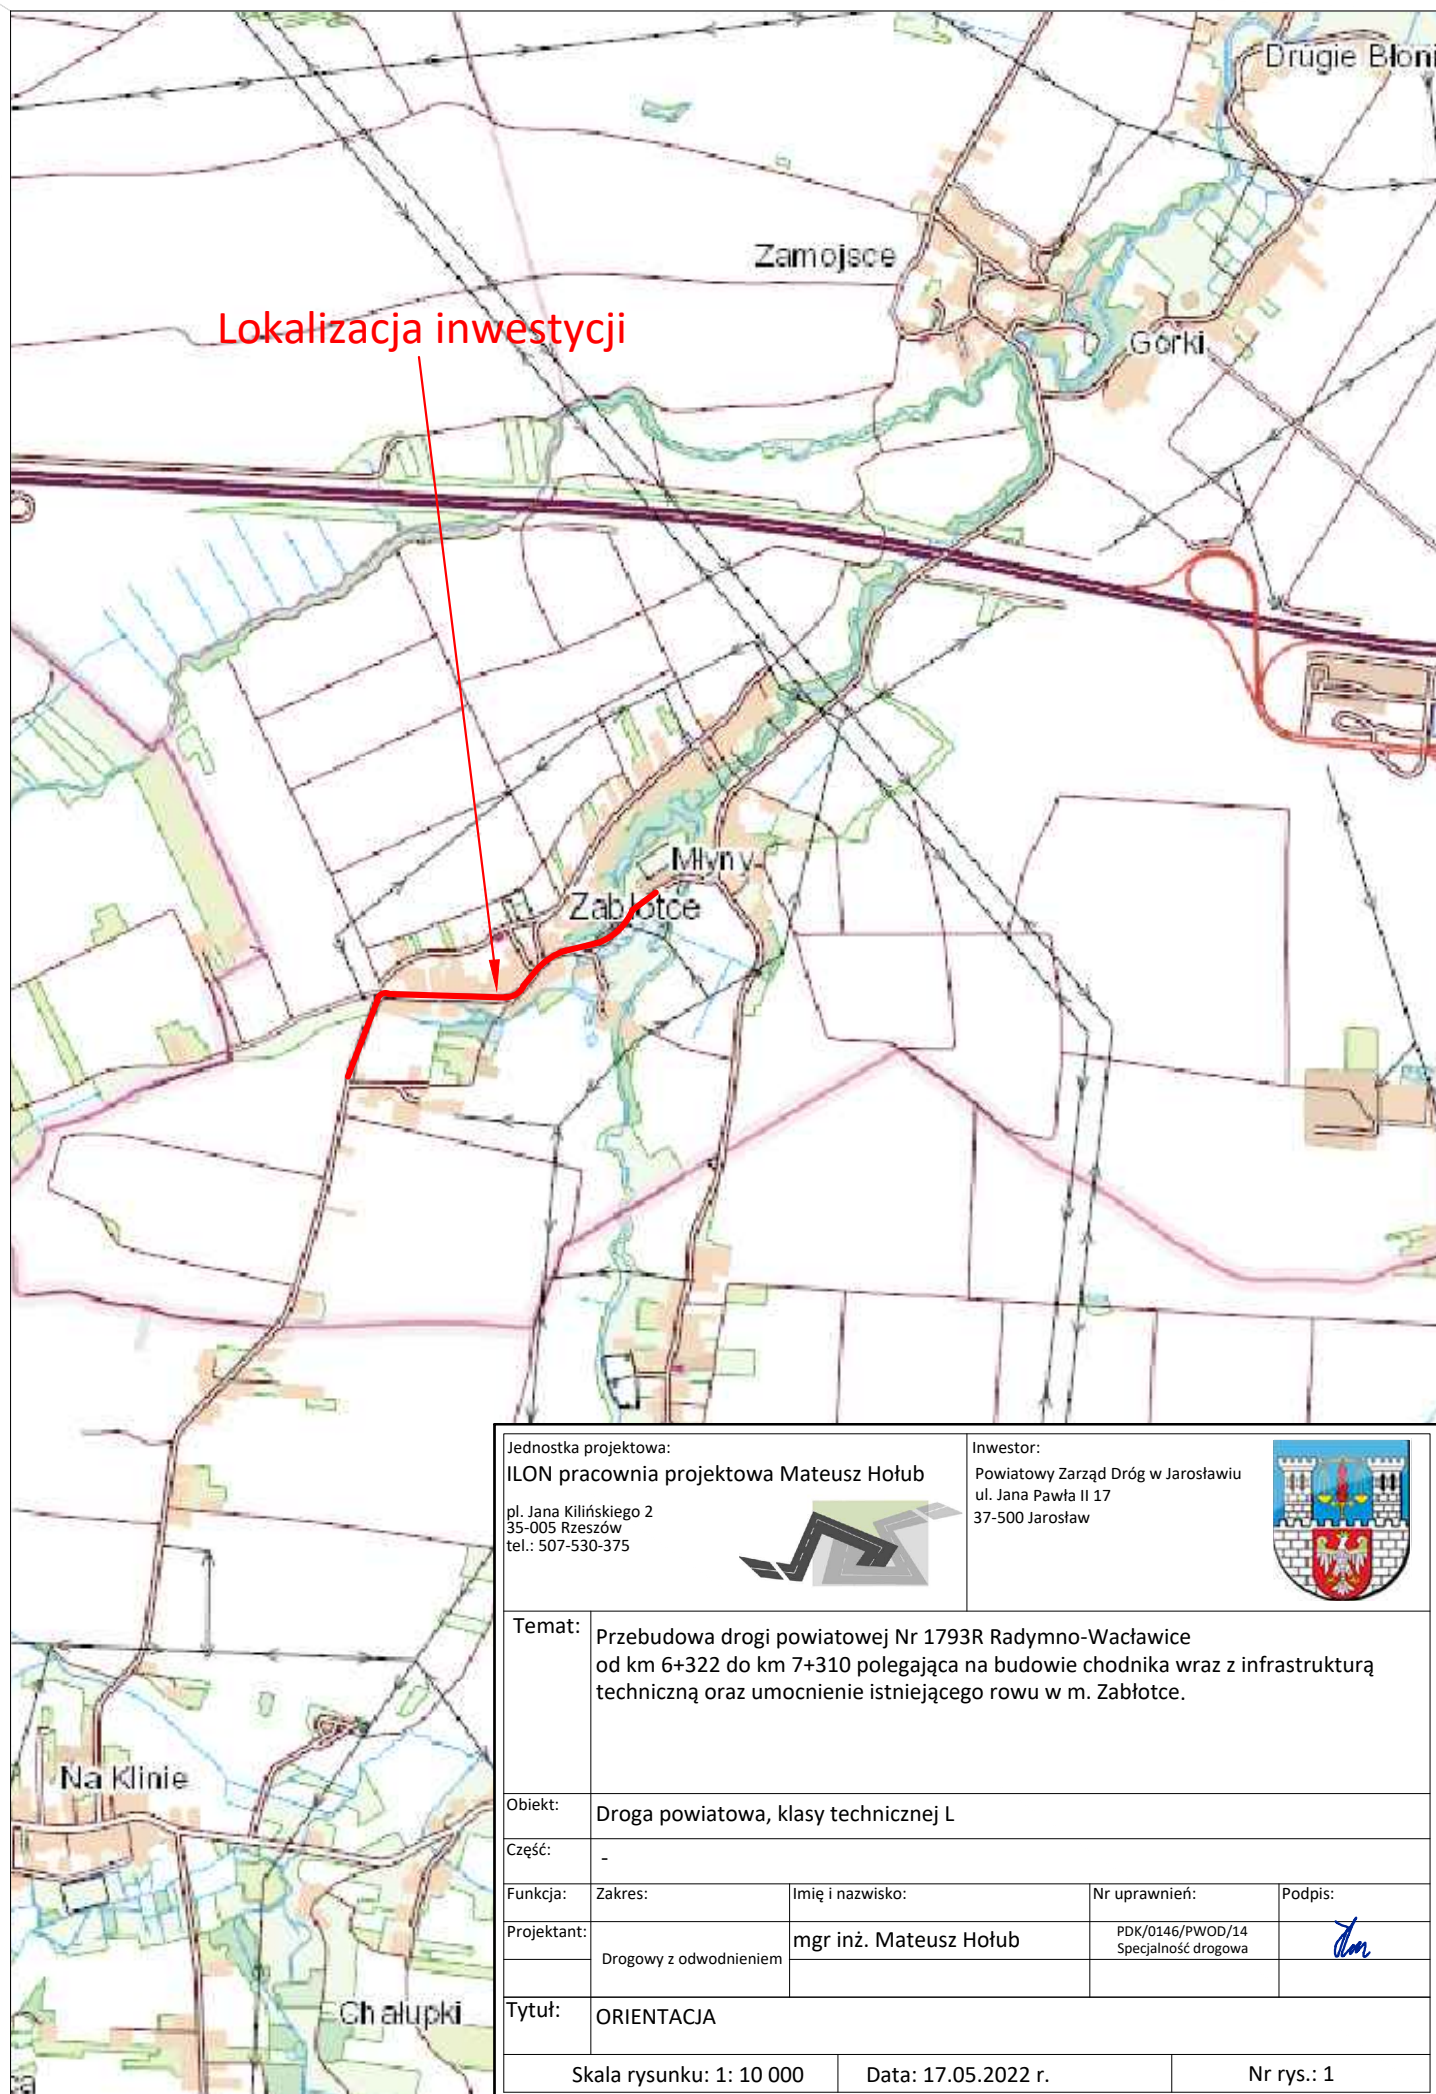 Drugie Błoni
Zamojsce
Lokalizacja inwestycji
Górki
Młyny
Zabłotce
Jednostka projektowa:
ILON pracownia projektowa Mateusz Hołub
pl. Jana Kilińskiego 2
35-005 Rzeszów
tel.: 507-530-375
Inwestor:
Powiatowy Zarząd Dróg w Jarosławiu
ul. Jana Pawła II 17
37-500 Jarosław
Temat:
Przebudowa drogi powiatowej Nr 1793R Radymno-Wacławice
od km 6+322 do km 7+310 polegająca na budowie chodnika wraz z infrastrukturą
techniczną oraz umocnienie istniejącego rowu w m. Zabłotce.
Na Klinie
Obiekt:
Droga powiatowa, klasy technicznej L
Część:
-
Funkcja:
Zakres:
Imię i nazwisko:
Nr uprawnień:
Podpis:
Projektant:
Drogowy z odwodnieniem
mgr inż. Mateusz Hołub
PDK/0146/PWOD/14
Specjalność drogowa
Chałupki
Tytuł:
ORIENTACJA
Skala rysunku: 1: 10 000
Data: 17.05.2022 r.
Nr rys.: 1